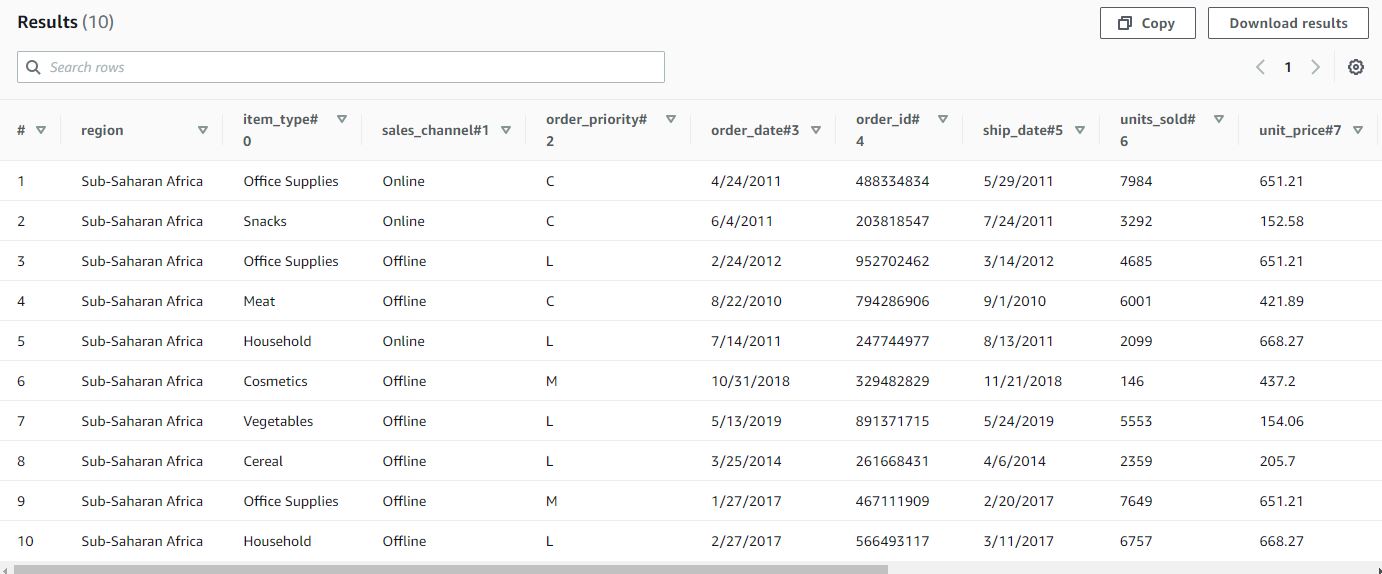 Results (10)
Copy
Download results
Search rows
1
# region item_type#0 sales_channel#1 order_priority#2 order_date#3 order_id#4 ship_date#5 units_sold#6 unit_price#7
1 Sub-Saharan Africa Office Supplies Online C 4/24/2011 488334834 5/29/2011 7984 651.21
2 Sub-Saharan Africa Snacks Online C 6/4/2011 203818547 7/24/2011 3292 152.58
3 Sub-Saharan Africa Office Supplies Offline L 2/24/2012 952702462 3/14/2012 4685 651.21
4 Sub-Saharan Africa Meat Offline C 8/22/2010 794286906 9/1/2010 6001 421.89
5 Sub-Saharan Africa Household Online L 7/14/2011 247744977 8/13/2011 2099 668.27
6 Sub-Saharan Africa Cosmetics Offline M 10/31/2018 329482829 11/21/2018 146 437.2
7 Sub-Saharan Africa Vegetables Offline L 5/13/2019 891371715 5/24/2019 5553 154.06
8 Sub-Saharan Africa Cereal Offline L 3/25/2014 261668431 4/6/2014 2359 205.7
9 Sub-Saharan Africa Office Supplies Offline M 1/27/2017 467111909 2/20/2017 7649 651.21
10 Sub-Saharan Africa Household Offline L 2/27/2017 566493117 3/11/2017 6757 668.27